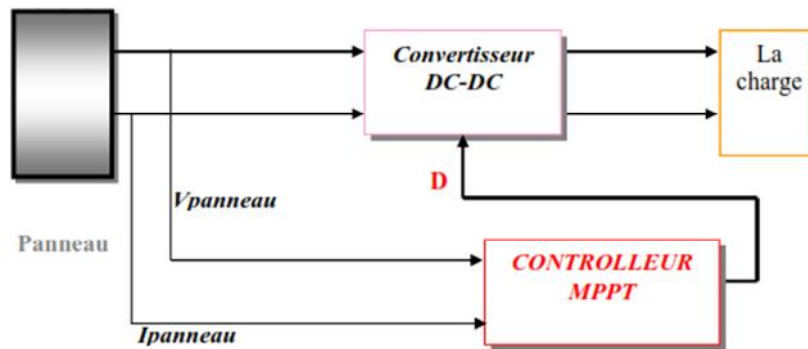 Convertisseur
DC-DC
La
charge
D
Vpanneau
Panneau
CONTROLLEUR
MPPT
Ipanneau